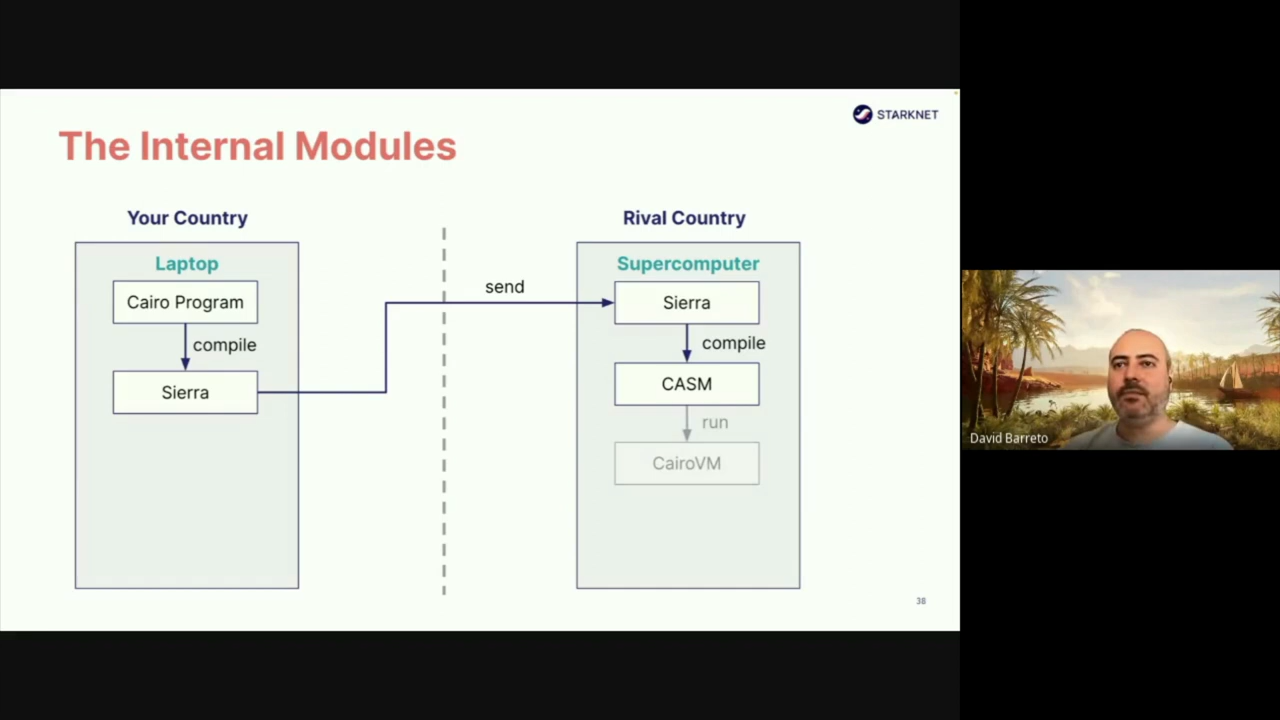 STARKNET
The Internal Modules
Your Country
Rival Country
Laptop
Cairo Program
compile
Sierra
send
Supercomputer
Sierra
compile
CASM
run
CairoVM
38
David Barreto